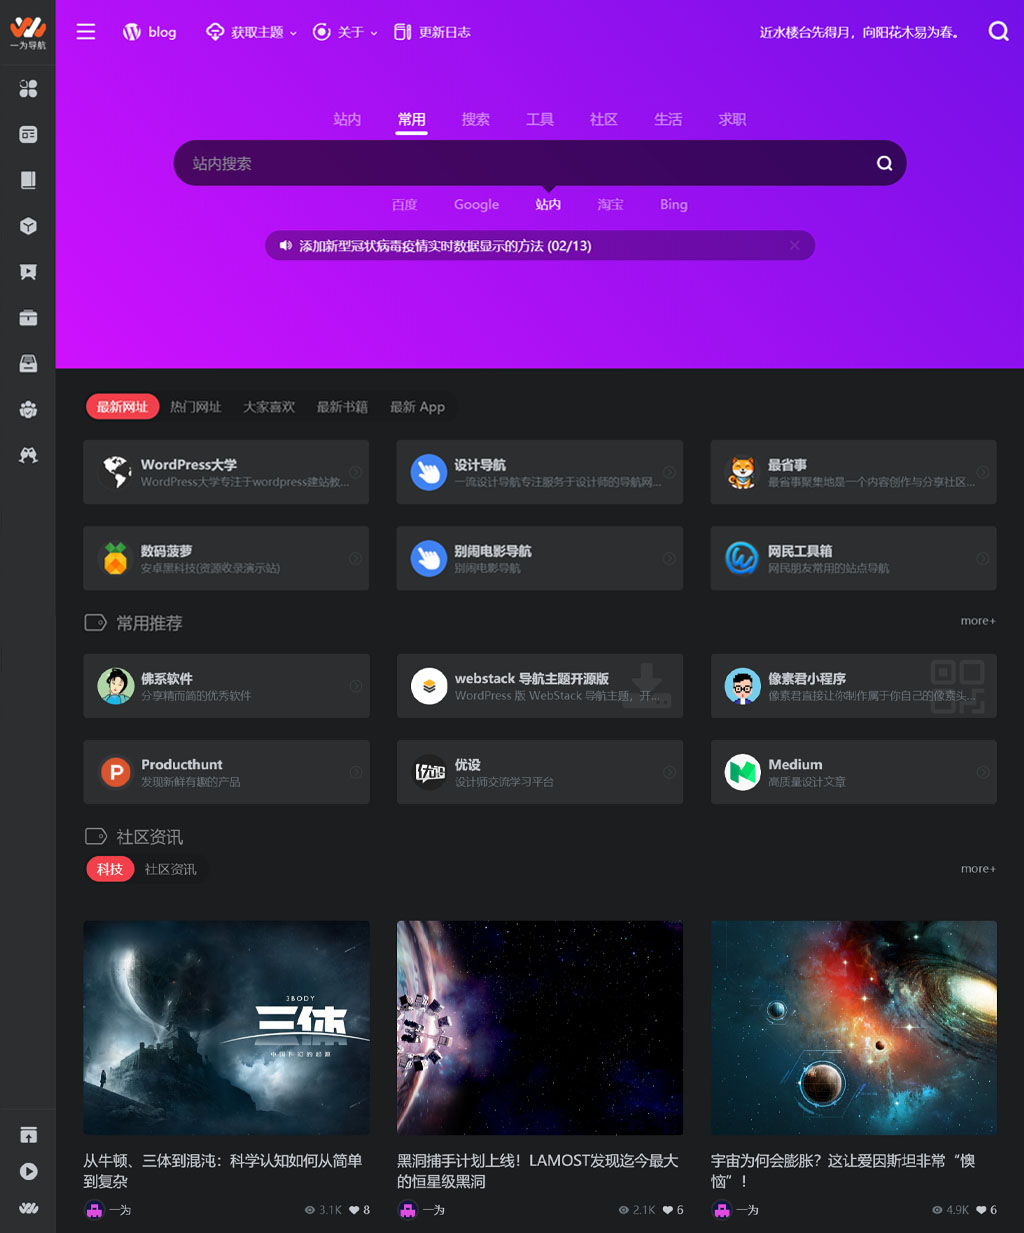 一为导航
blog
获取主题
关于
更新日志
近水楼台先得月，向阳花木易为春。
站内 常用 搜索 工具 社区 生活 求职
站内搜索
百度 Google 站内 淘宝 Bing
添加新型冠状病毒疫情实时数据显示的方法 (02/13)
最新网址 热门网址 大家喜欢 最新书籍 最新 App
WordPress大学
WordPress大学专注于wordpress建站教...
设计导航
一流设计导航专注服务于设计师的导航网...
最省事
最省事聚集地是一个内容创作与分享社区...
数码菠萝
安卓黑科技(资源收录演示站)
别闹电影导航
别闹电影导航
网民工具箱
网民朋友常用的站点导航
常用推荐
more+
佛系软件
分享精而简的优秀软件
webstack 导航主题开源版
WordPress 版 WebStack 导航主题，开...
像素君小程序
像素君直接让你制作属于你自己的像素头...
Producthunt
发现新鲜有趣的产品
优设
设计师交流学习平台
Medium
高质量设计文章
社区资讯
科技 社区资讯
more+
3BODY
三体
从牛顿、三体到混沌：科学认知如何从简单
到复杂
一为 3.1K 8
黑洞捕手计划上线！LAMOST发现迄今最大
的恒星级黑洞
一为 2.1K 6
宇宙为何会膨胀？这让爱因斯坦非常“懊
恼”！
一为 4.9K 6